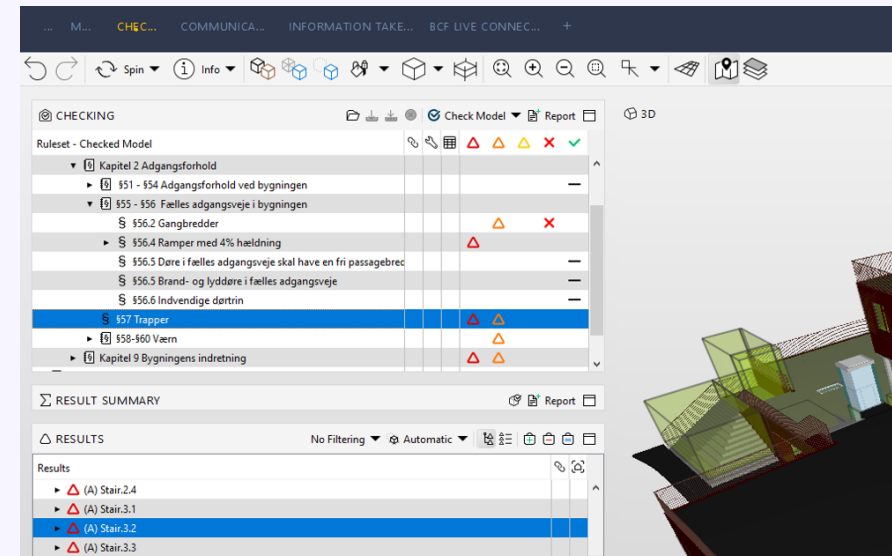 ... M... CHEC... COMMUNICA... INFORMATION TAKE... BCF LIVE CONNEC... +
Spin Info
CHECKING Check Model Report
3D
Ruleset - Checked Model
Kapitel 2 Adgangsforhold
§51 - §54 Adgangsforhold ved bygningen
§55 - §56 Fælles adgangsveje i bygningen
§ §56.2 Gangbredder
§ §56.4 Ramper med 4% hældning
§ §56.5 Døre i fælles adgangsveje skal have en fri passagebred
§ §56.5 Brand- og lyddøre i fælles adgangsveje
§ §56.6 Indvendige dørtrin
§ §57 Trapper
§58-§60 Værn
Kapitel 9 Bygningens indretning
RESULT SUMMARY Report
RESULTS No Filtering Automatic
Results
(A) Stair.2.4
(A) Stair.3.1
(A) Stair.3.2
(A) Stair.3.3